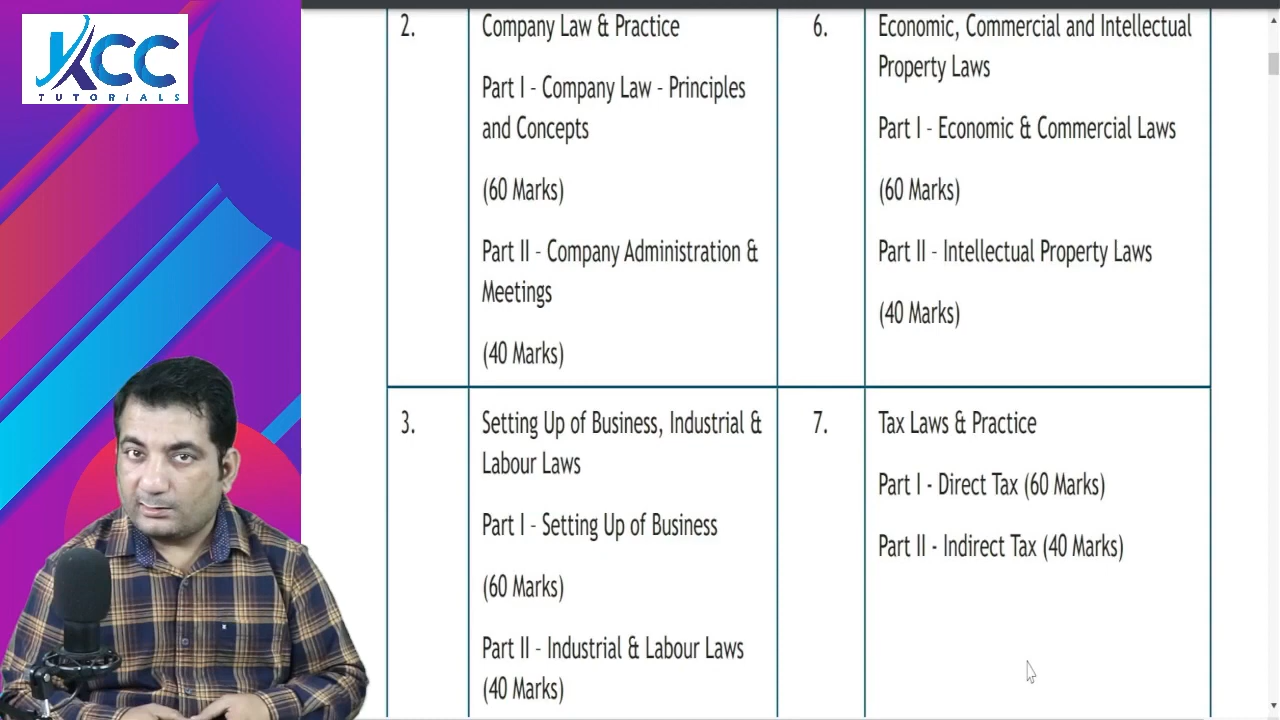 KCC
TUTORIALS
2.
Company Law & Practice
Part I - Company Law - Principles
and Concepts
(60 Marks)
Part II - Company Administration &
Meetings
(40 Marks)
6.
Economic, Commercial and Intellectual
Property Laws
Part I - Economic & Commercial Laws
(60 Marks)
Part II - Intellectual Property Laws
(40 Marks)
3.
Setting Up of Business, Industrial &
Labour Laws
Part I - Setting Up of Business
(60 Marks)
Part II - Industrial & Labour Laws
(40 Marks)
7.
Tax Laws & Practice
Part I - Direct Tax (60 Marks)
Part II - Indirect Tax (40 Marks)